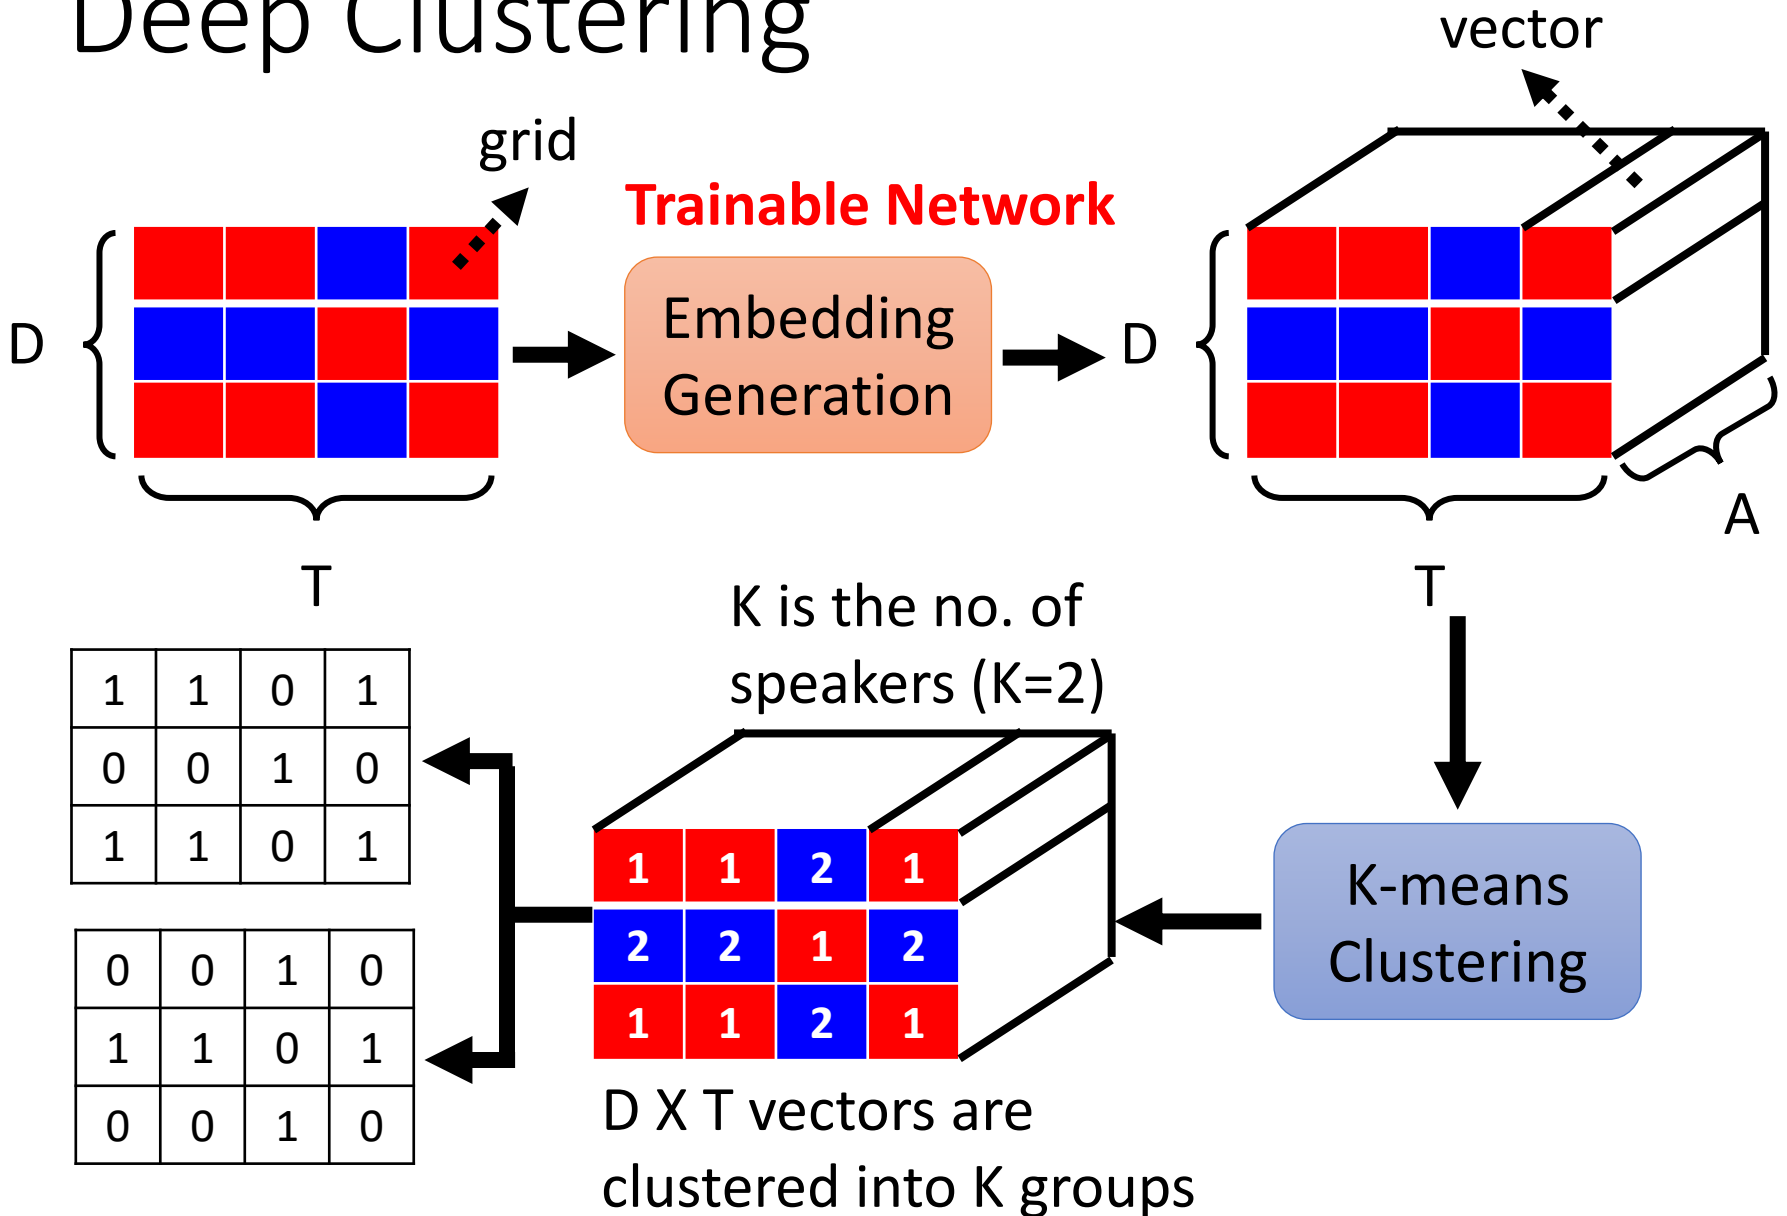 Deep Clustering
vector
grid
Trainable Network
Embedding
Generation
D
D
A
T
T
K is the no. of
speakers (K=2)
1 1 0 1
0 0 1 0
1 1 0 1
0 0 1 0
1 1 0 1
0 0 1 0
1 1 2 1
2 2 1 2
1 1 2 1
K-means
Clustering
D X T vectors are
clustered into K groups